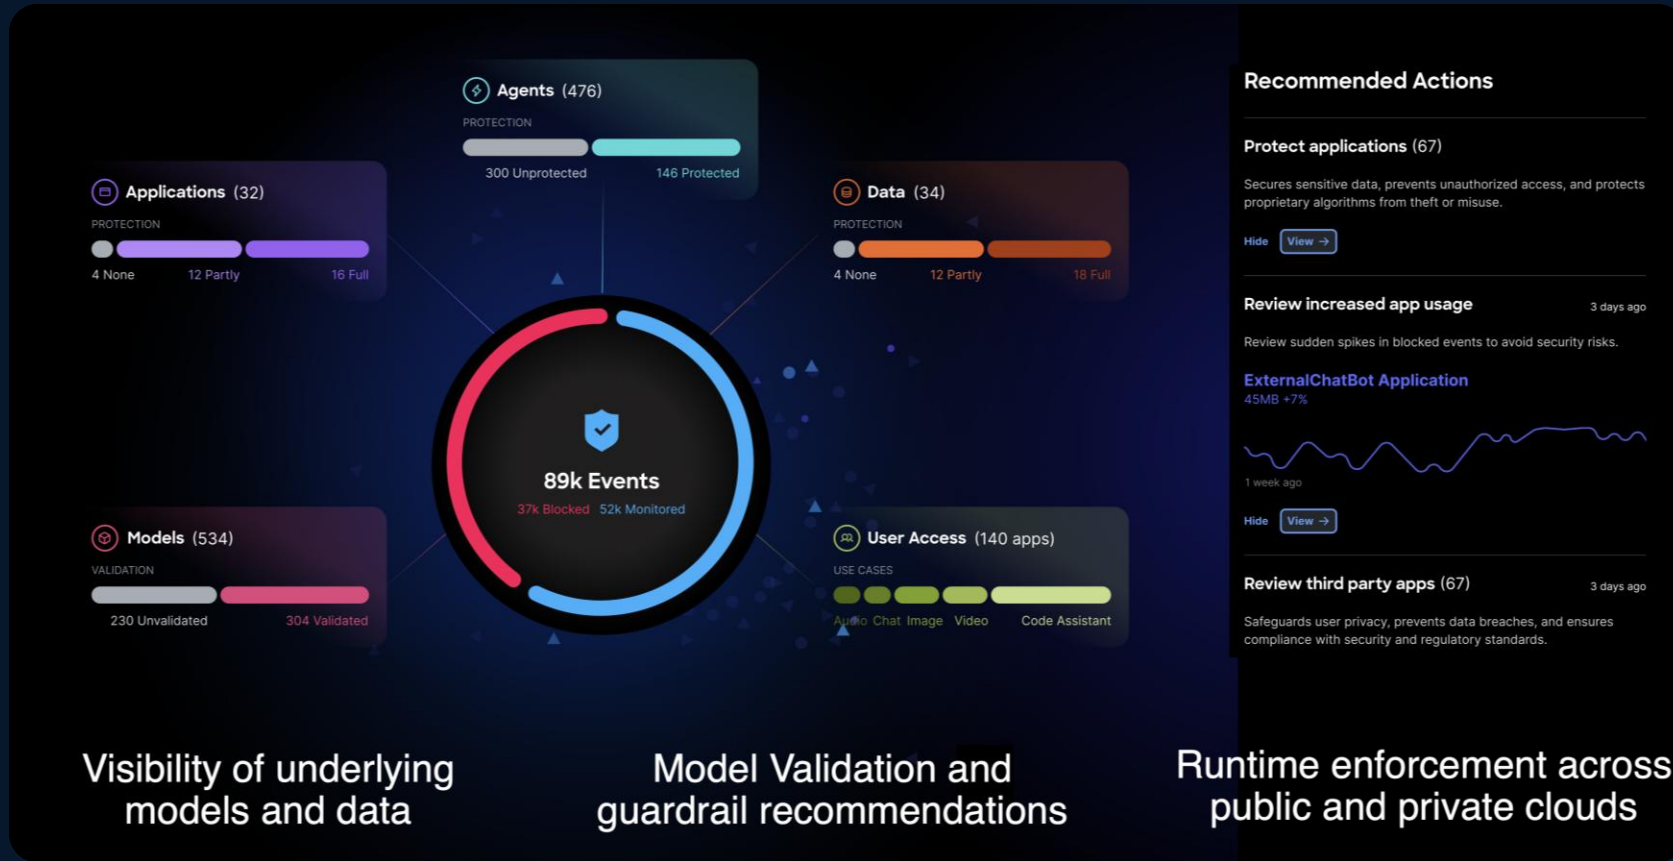 Agents (476)
PROTECTION
300 Unprotected 146 Protected
Applications (32)
PROTECTION
4 None 12 Partly 16 Full
Data (34)
PROTECTION
4 None 12 Partly 18 Full
89k Events
37k Blocked 52k Monitored
Models (534)
VALIDATION
230 Unvalidated 304 Validated
User Access (140 apps)
USE CASES
Audio Chat Image Video Code Assistant
Recommended Actions
Protect applications (67)
Secures sensitive data, prevents unauthorized access, and protects
proprietary algorithms from theft or misuse.
Hide View →
Review increased app usage 3 days ago
Review sudden spikes in blocked events to avoid security risks.
ExternalChatBot Application
45MB +7%
1 week ago
Hide View →
Review third party apps (67) 3 days ago
Safeguards user privacy, prevents data breaches, and ensures
compliance with security and regulatory standards.
Visibility of underlying
models and data
Model Validation and
guardrail recommendations
Runtime enforcement across
public and private clouds